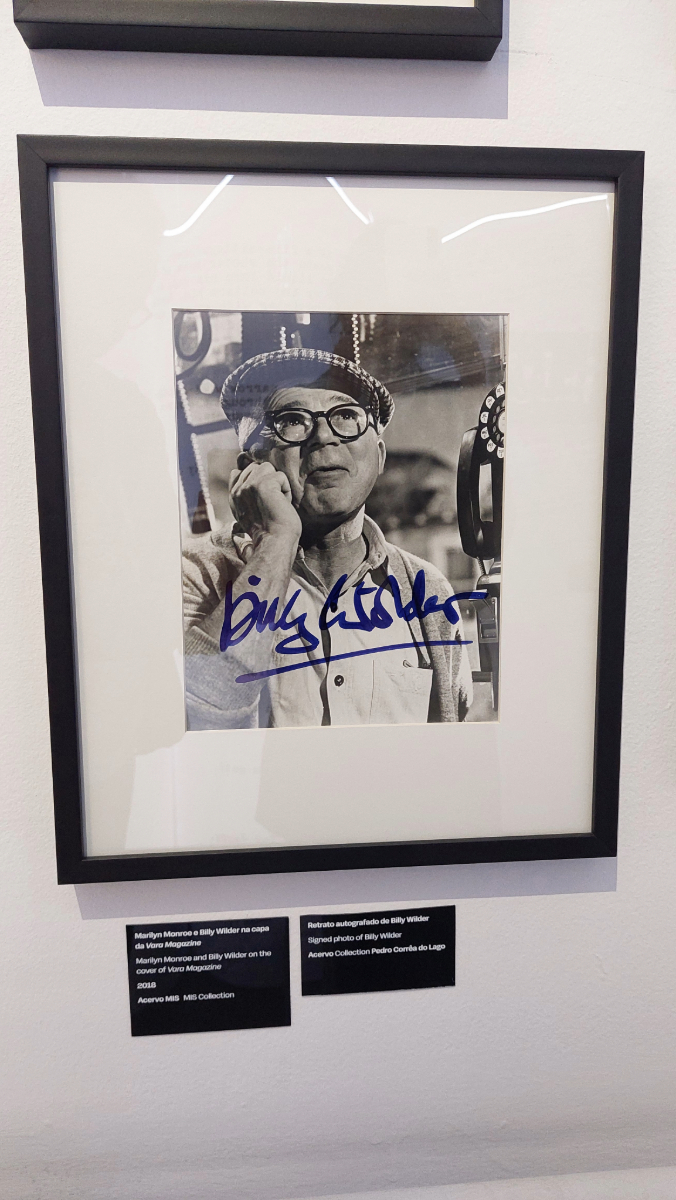 Billy Wilder
Marilyn Monroe e Billy Wilder na capa
da Vara Magazine
Marilyn Monroe and Billy Wilder on the
cover of Vara Magazine
2018
Acervo MIS MIS Collection
Retrato autografado de Billy Wilder
Signed photo of Billy Wilder
Acervo Collection Pedro Corrêa do Lago